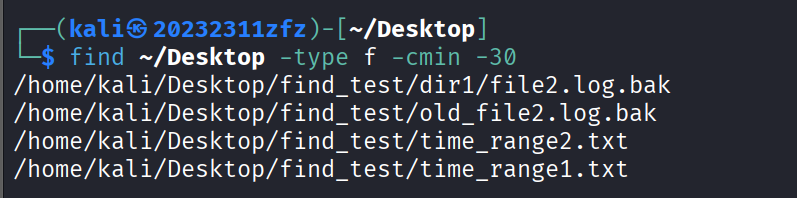 ┌──(kali㉿20232311zfz)-[~/Desktop]
└─$ find ~/Desktop -type f -cmin -30
/home/kali/Desktop/find_test/dir1/file2.log.bak
/home/kali/Desktop/find_test/old_file2.log.bak
/home/kali/Desktop/find_test/time_range2.txt
/home/kali/Desktop/find_test/time_range1.txt